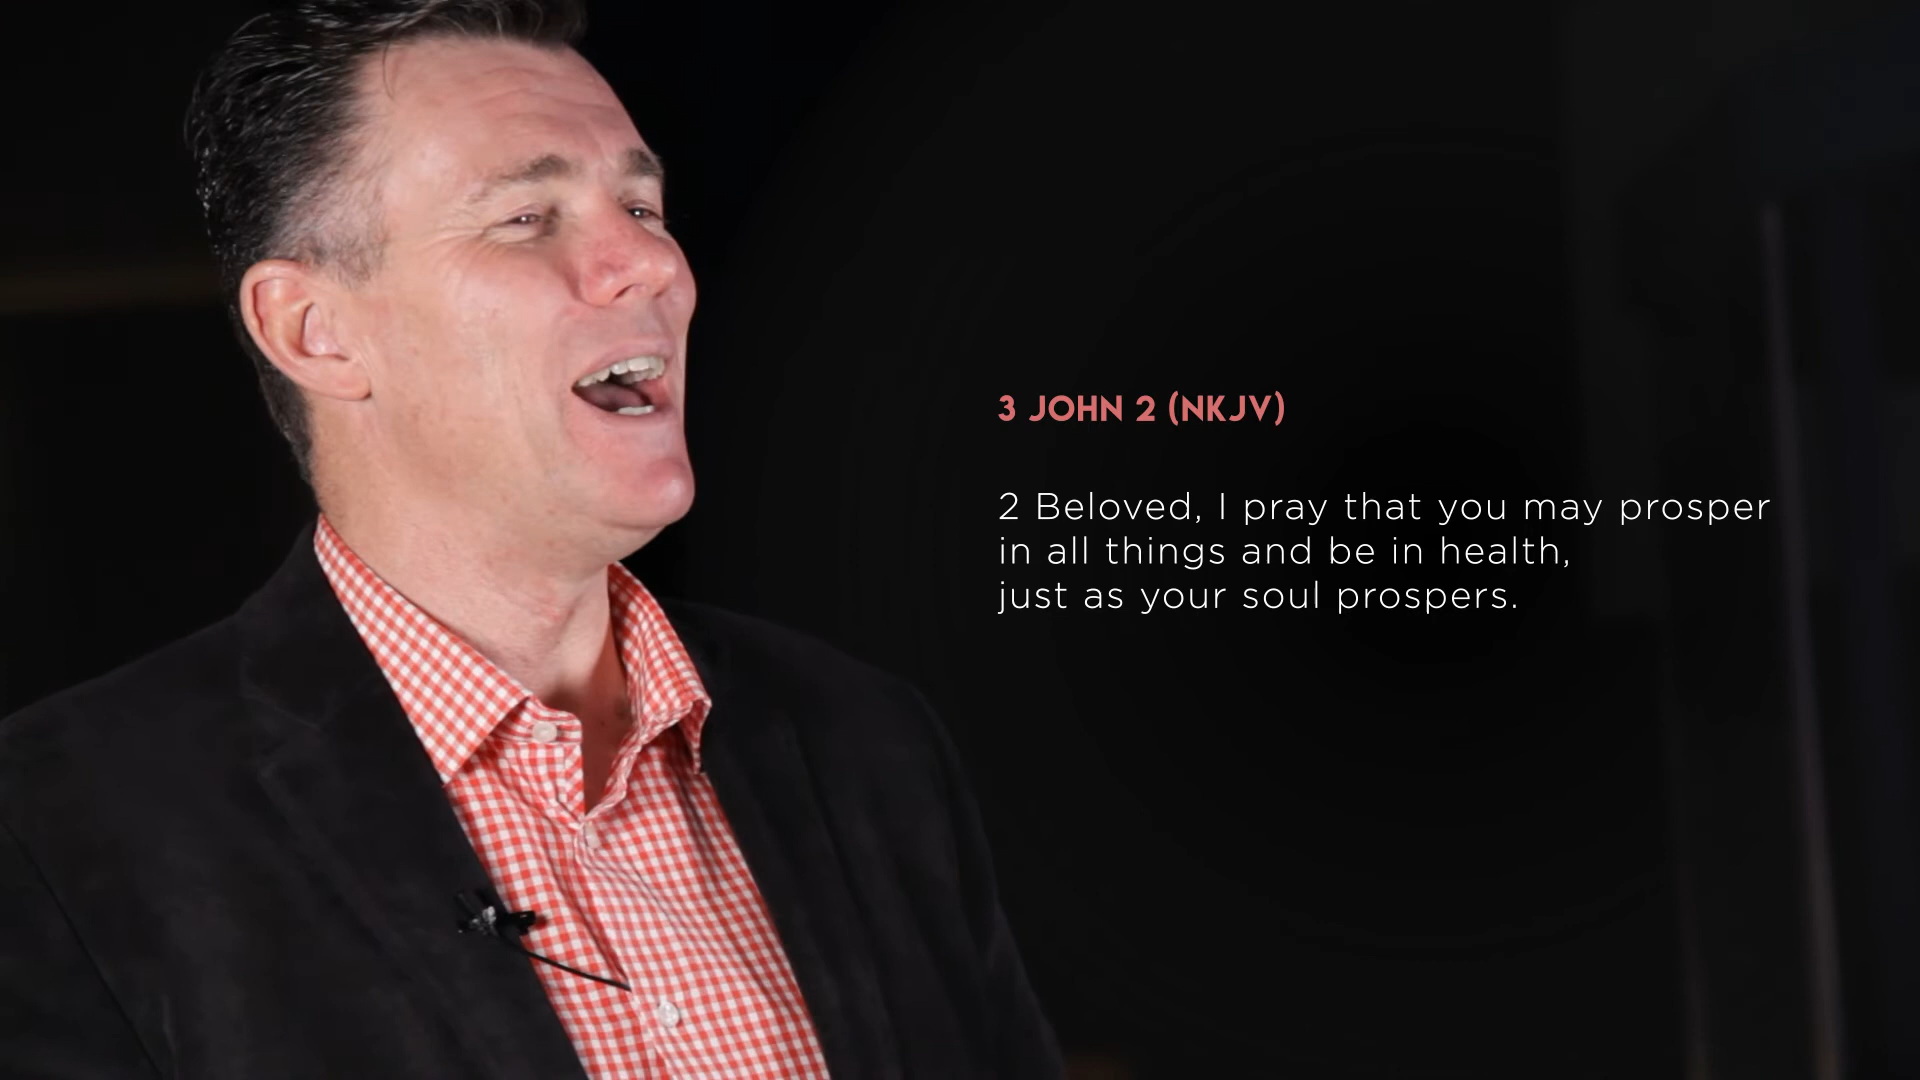 3 JOHN 2 (NKJV)
2 Beloved, I pray that you may prosper
in all things and be in health,
just as your soul prospers.